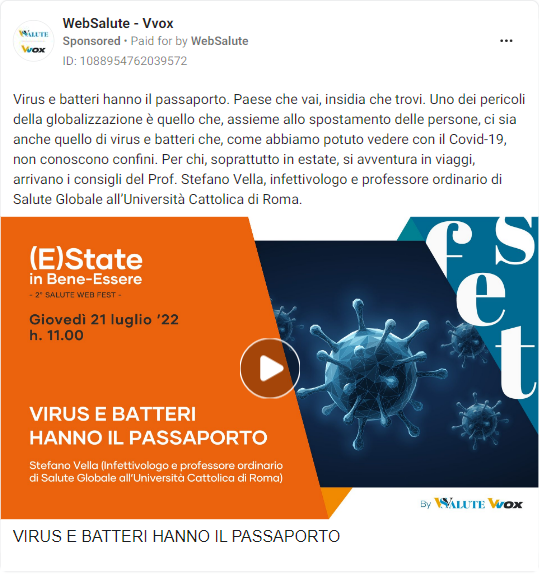 WSALUTE
VVOX
WebSalute - Vvox
Sponsored • Paid for by WebSalute
ID: 1088954762039572
Virus e batteri hanno il passaporto. Paese che vai, insidia che trovi. Uno dei pericoli
della globalizzazione è quello che, assieme allo spostamento delle persone, ci sia
anche quello di virus e batteri che, come abbiamo potuto vedere con il Covid-19,
non conoscono confini. Per chi, soprattutto in estate, si avventura in viaggi,
arrivano i consigli del Prof. Stefano Vella, infettivologo e professore ordinario di
Salute Globale all’Università Cattolica di Roma.
(E)State
in Bene-Essere
- 2° SALUTE WEB FEST -
Giovedì 21 luglio ’22
h. 11.00
VIRUS E BATTERI
HANNO IL PASSAPORTO
Stefano Vella (Infettivologo e professore ordinario
di Salute Globale all’Università Cattolica di Roma)
fest
By WSALUTE VVOX
VIRUS E BATTERI HANNO IL PASSAPORTO